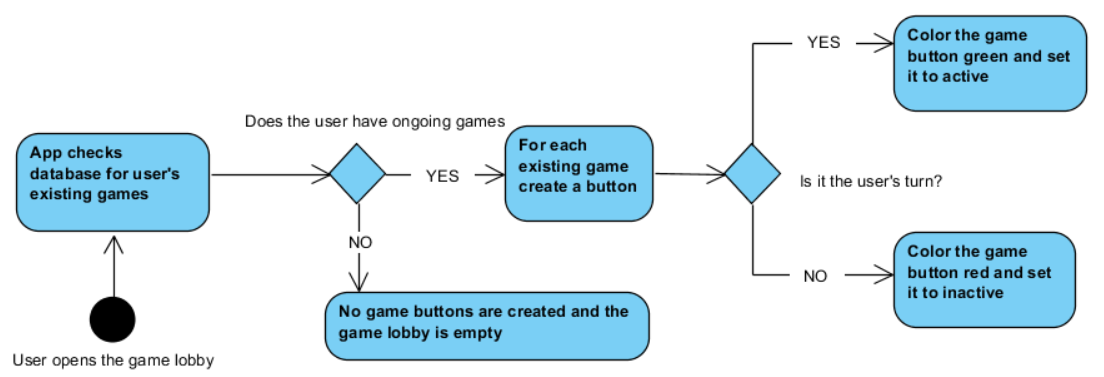 App checks
database for user's
existing games
User opens the game lobby
Does the user have ongoing games
YES
NO
No game buttons are created and the
game lobby is empty
For each
existing game
create a button
Is it the user's turn?
YES
Color the game
button green and set
it to active
NO
Color the game
button red and set
it to inactive